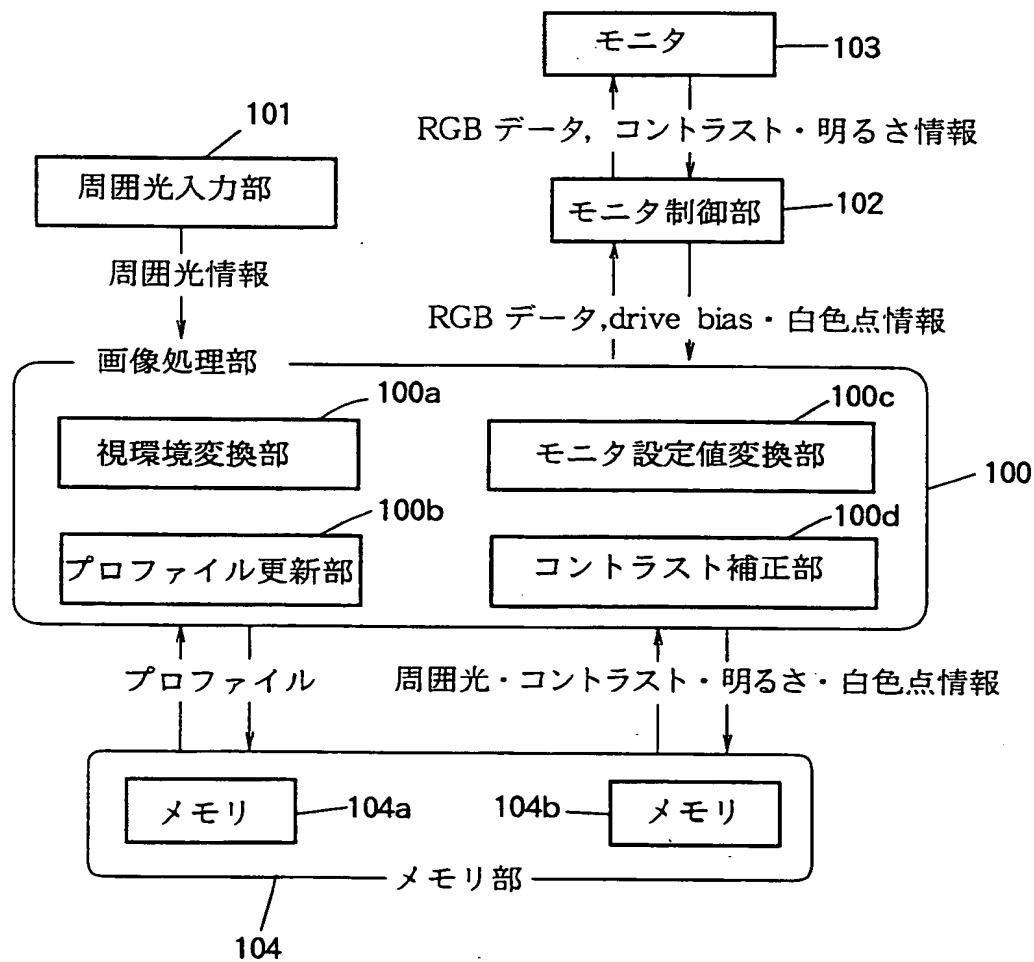 モニタ
103
101
RGB データ, コントラスト・明るさ情報
周囲光入力部
モニタ制御部
102
周囲光情報
RGB データ,drive bias・白色点情報
画像処理部
100a
100c
視環境変換部
モニタ設定値変換部
100
100b
100d
プロファイル更新部
コントラスト補正部
プロファイル
周囲光・コントラスト・明るさ・白色点情報
メモリ
104a
104b
メモリ
メモリ部
104